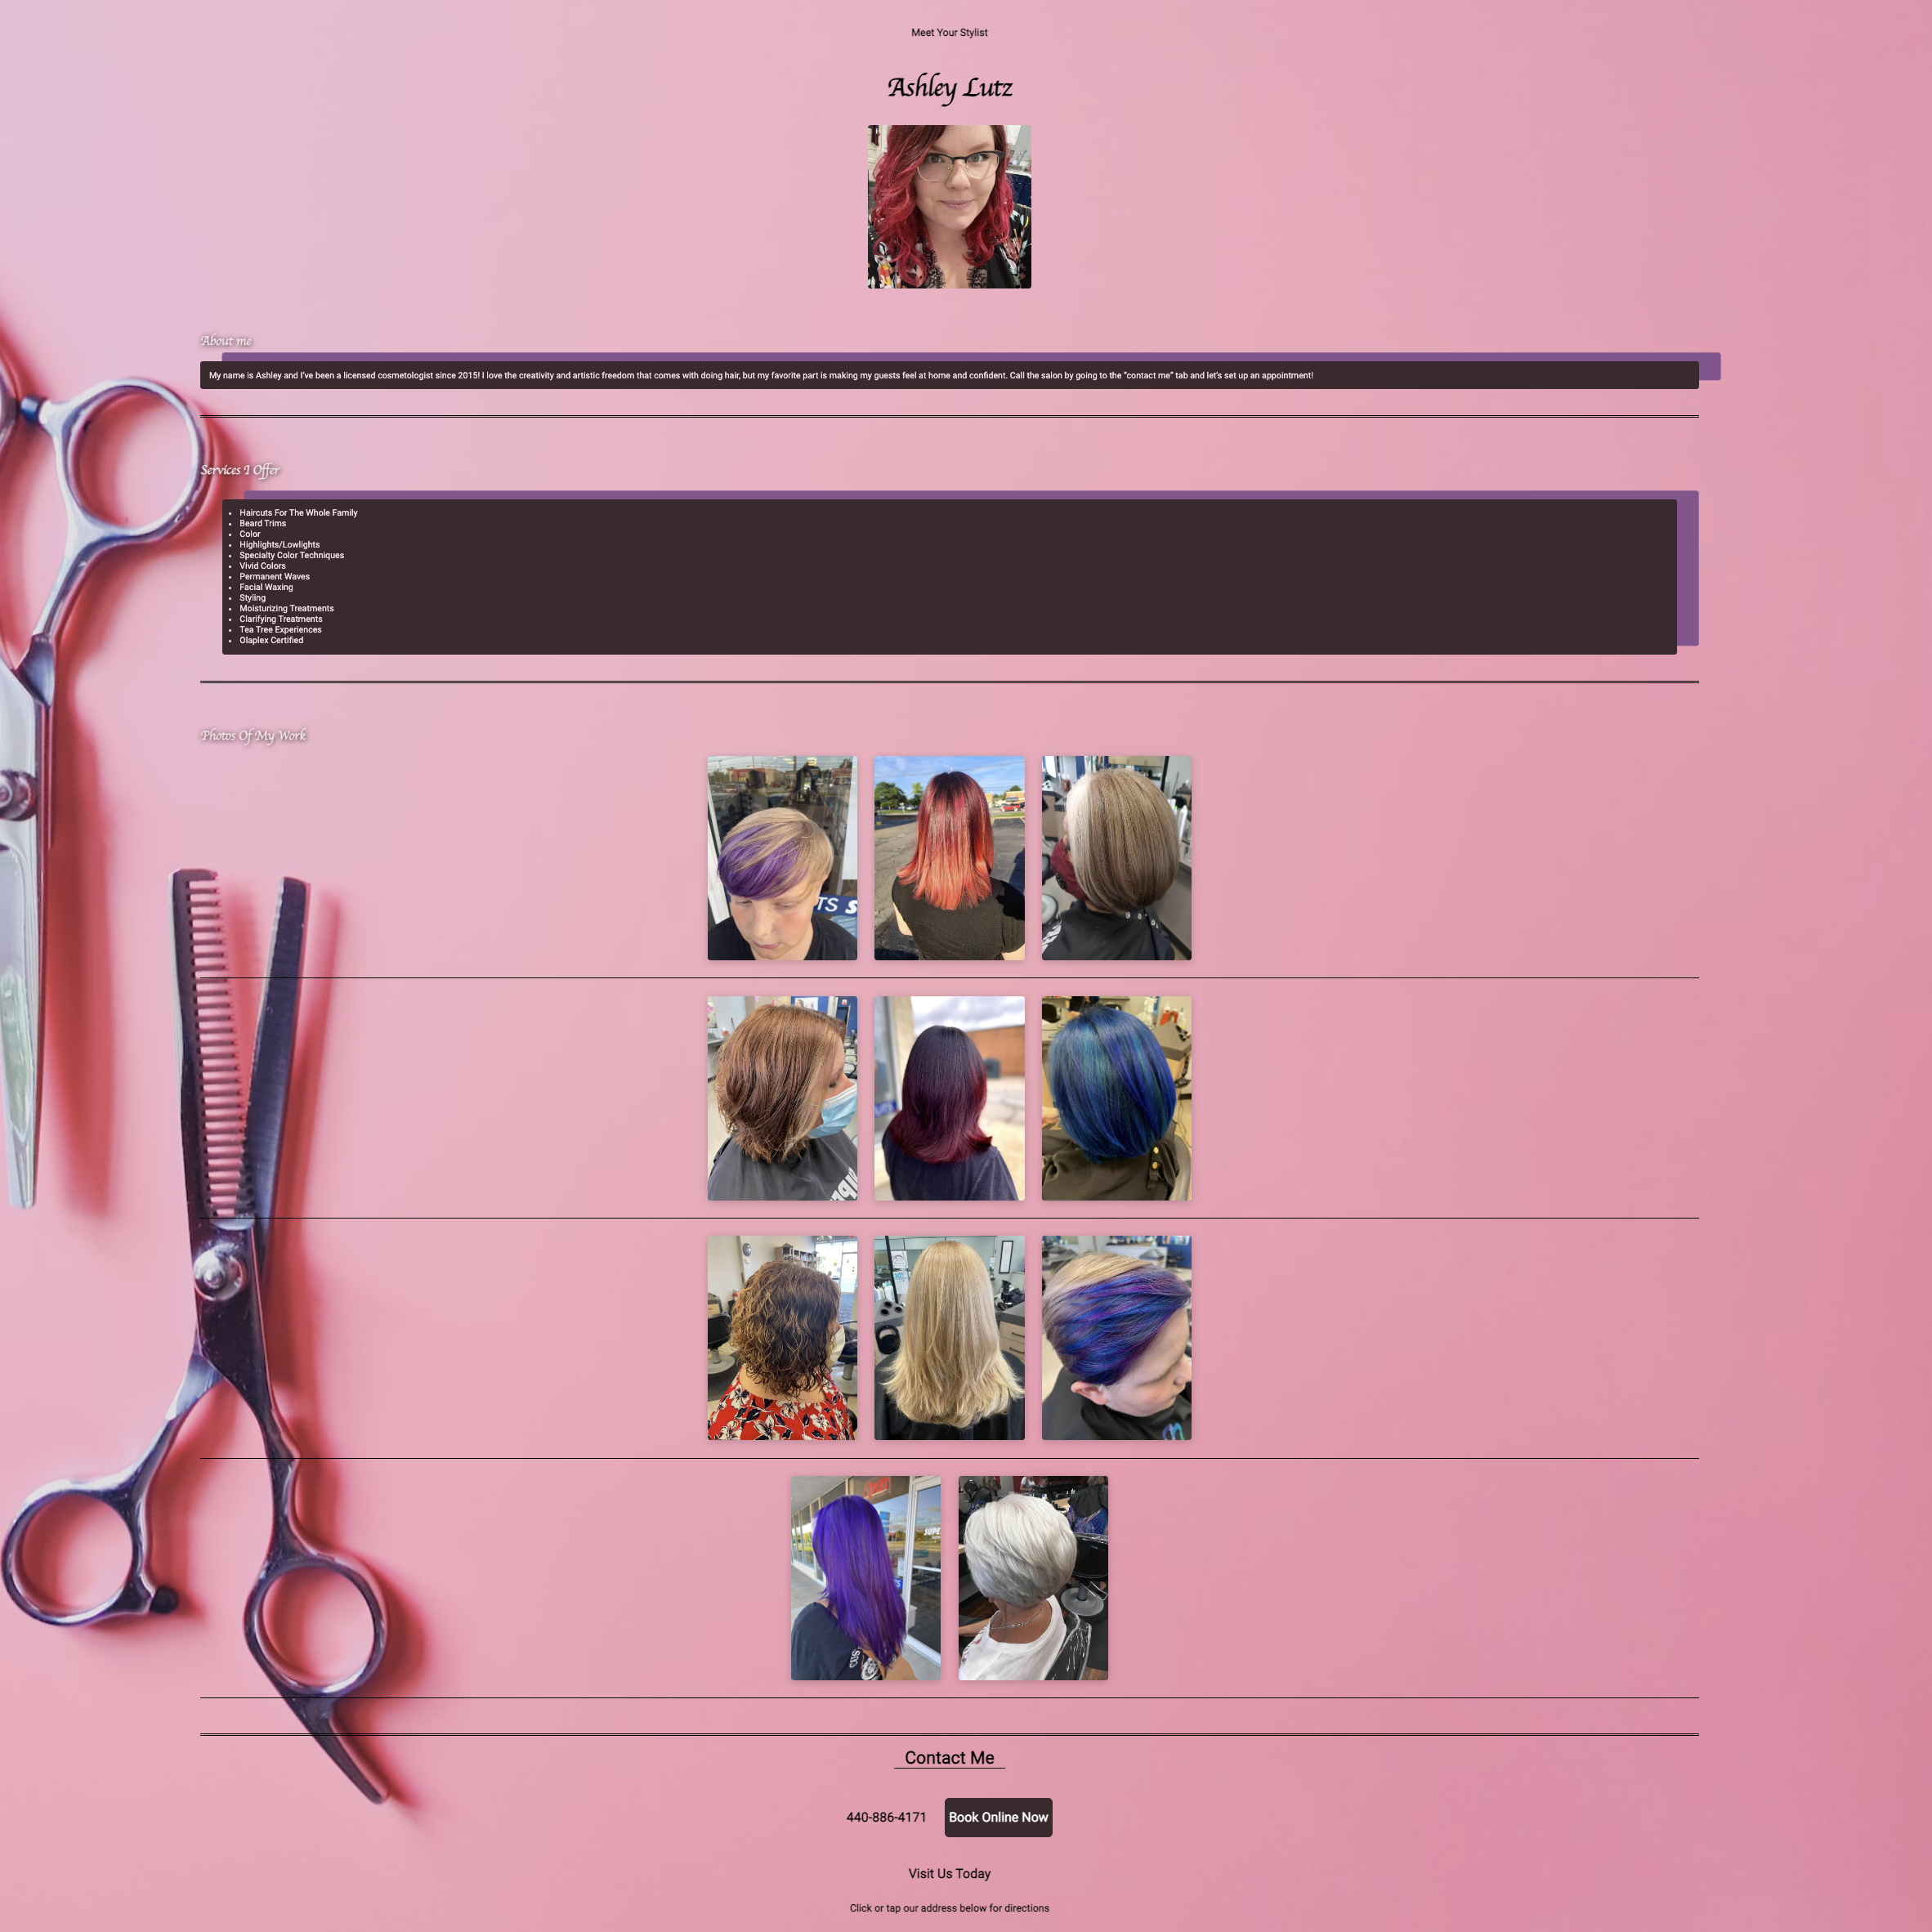 Meet Your Stylist
Ashley Lutz
About me
My name is Ashley and I've been a licensed cosmetologist since 2015! I love the creativity and artistic freedom that comes with doing hair, but my favorite part is making my guests feel at home and confident. Call the salon by going to the "contact me" tab and let's set up an appointment!
Services I Offer
Haircuts For The Whole Family
Beard Trims
Color
Highlights/Lowlights
Specialty Color Techniques
Vivid Colors
Permanent Waves
Facial Waxing
Styling
Moisturizing Treatments
Clarifying Treatments
Tea Tree Experiences
Olaplex Certified
Photos Of My Work
TS S
SUPE
Contact Me
440-886-4171
Book Online Now
Visit Us Today
Click or tap our address below for directions